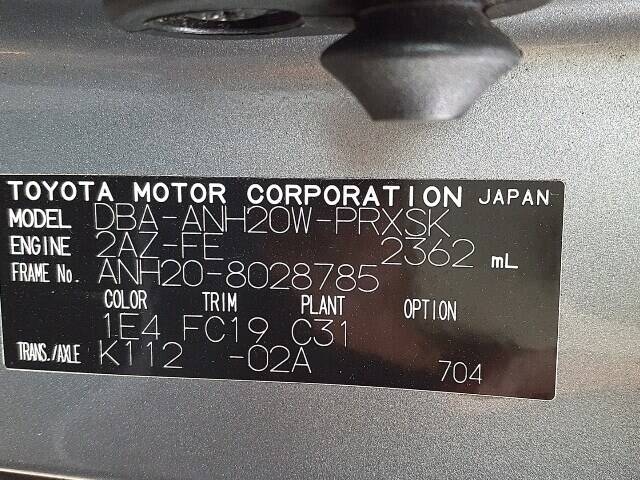 TOYOTA MOTOR CORPORATION JAPAN
MODEL DBA-ANH20W-PRXSK
ENGINE 2AZ-FE 2362 mL
FRAME No. ANH20-8028785
COLOR TRIM PLANT OPTION
1E4 FC19 C31
TRANS./AXLE K112 -02A 704